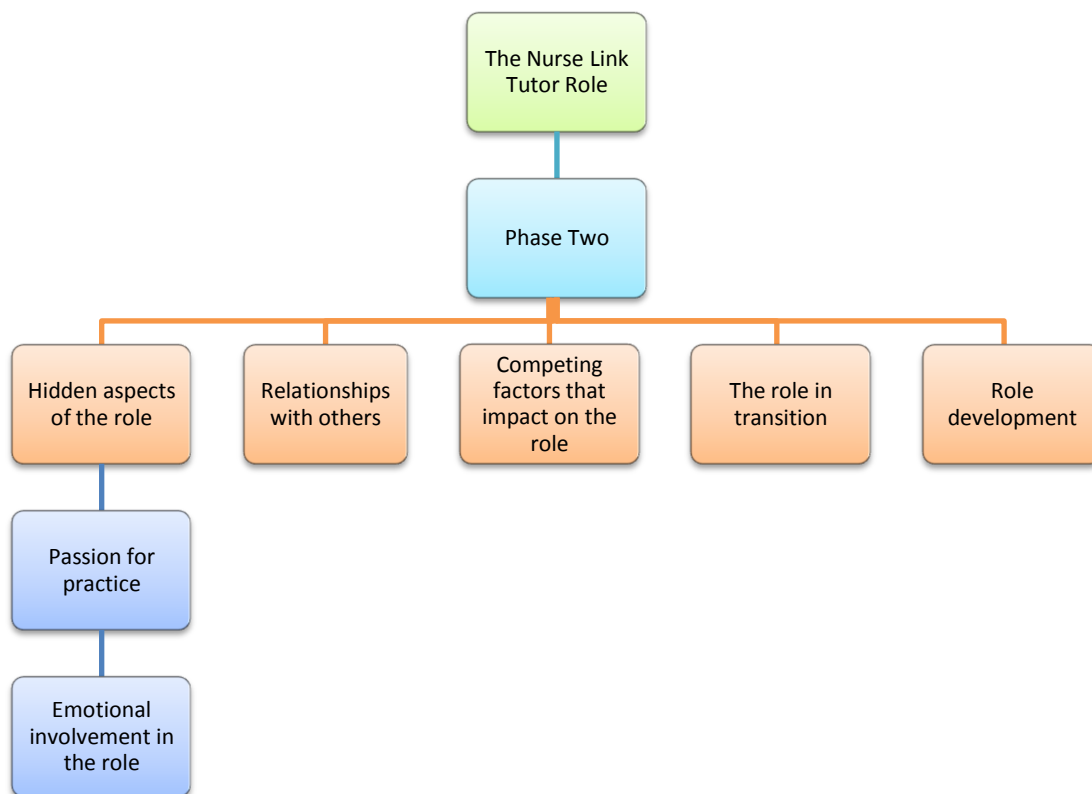 The Nurse Link
Tutor Role
Phase Two
Hidden aspects
of the role
Relationships
with others
Competing
factors that
impact on the
role
The role in
transition
Role
development
Passion for
practice
Emotional
involvement in
the role